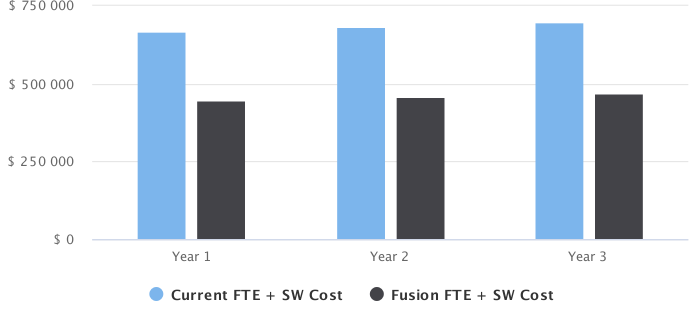 $ 750 000
$ 500 000
$ 250 000
$ 0
Year 1 Year 2 Year 3
Current FTE + SW Cost Fusion FTE + SW Cost